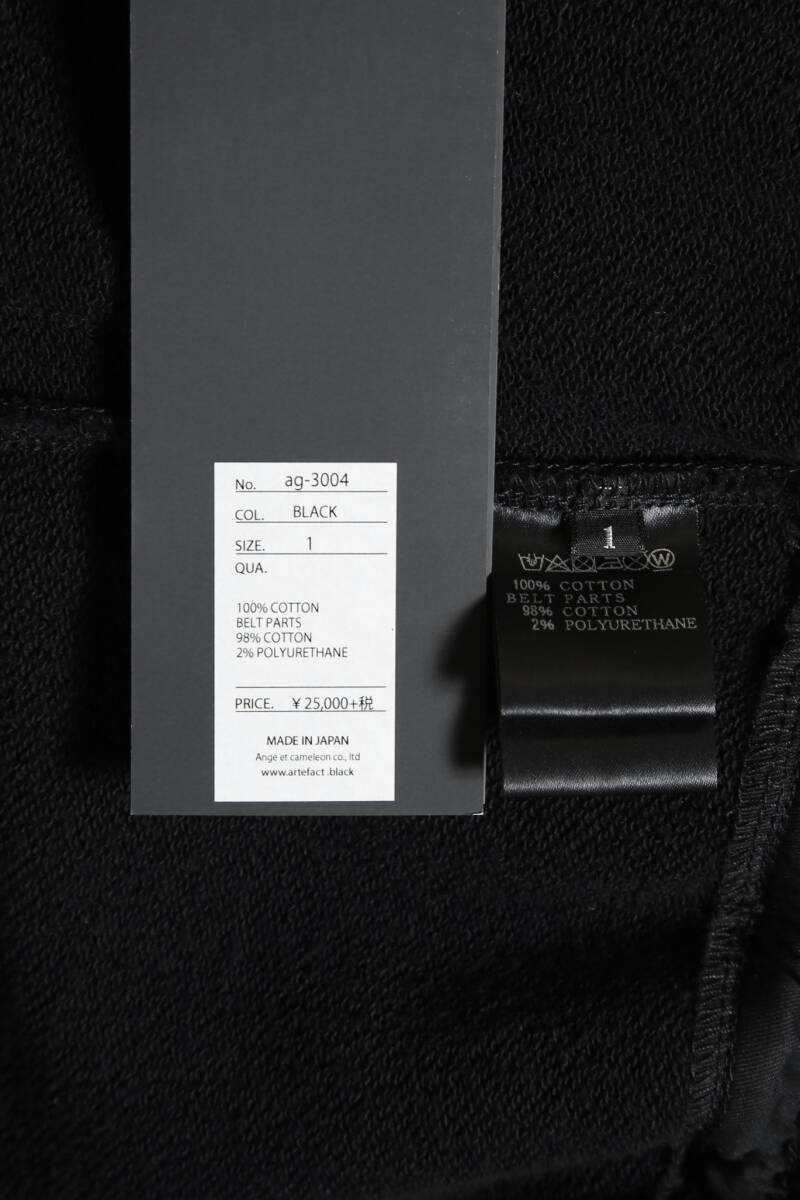 No. ag-3004
COL. BLACK
SIZE. 1
QUA.
100% COTTON
BELT PARTS
98% COTTON
2% POLYURETHANE
PRICE. ¥25,000+税
MADE IN JAPAN
Ange et cameleon co., ltd
www.artefact .black
1
W
100% COTTON
BELT PARTS
98% COTTON
2% POLYURETHANE